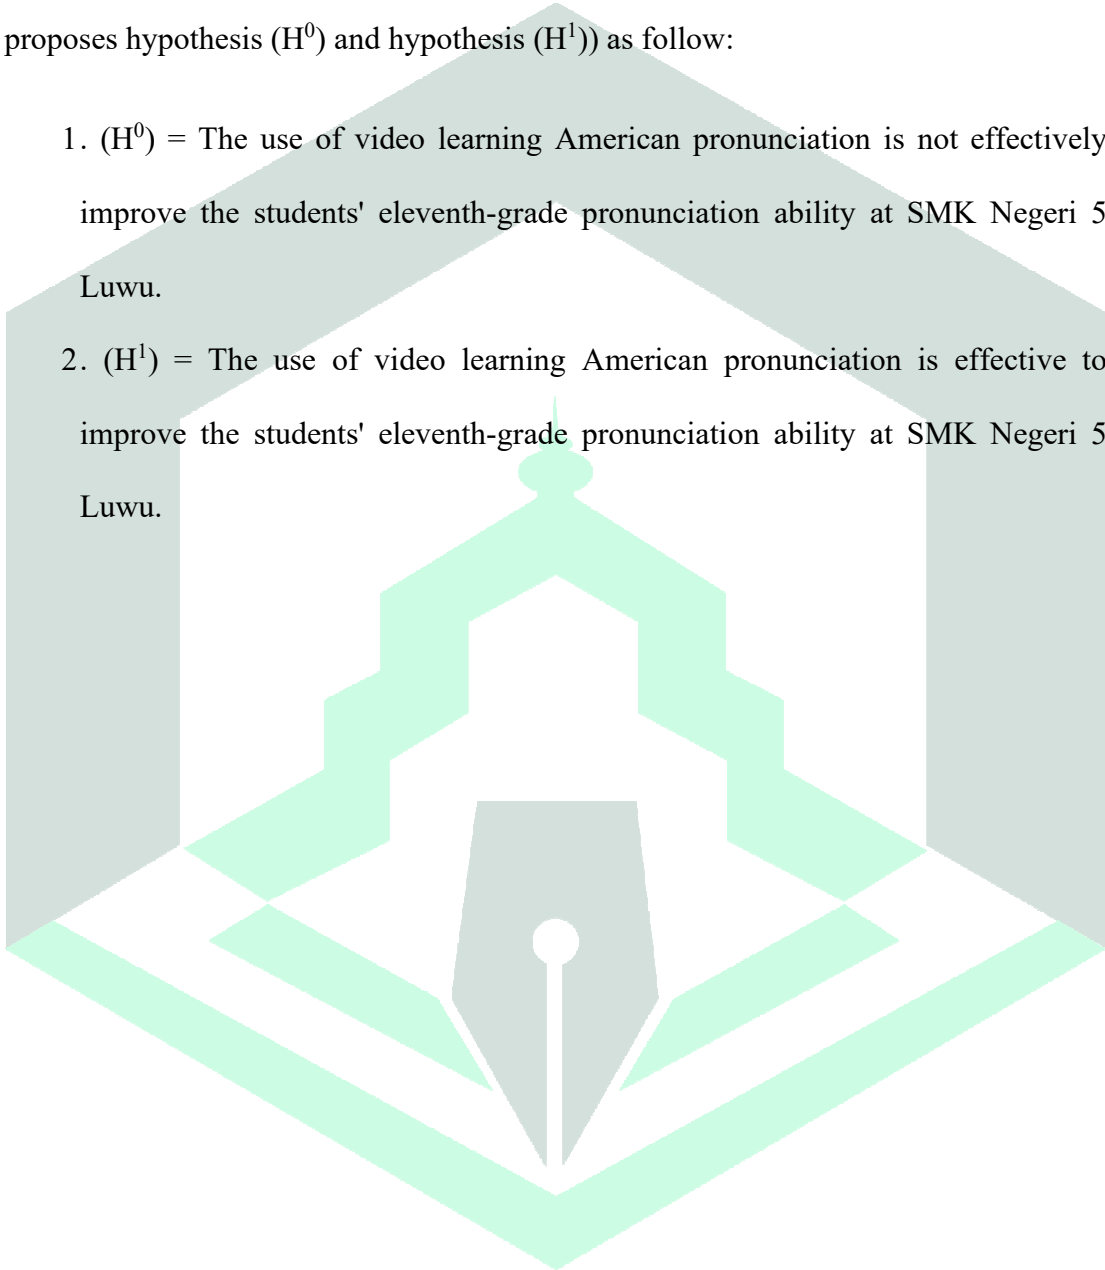 proposes hypothesis (H⁰) and hypothesis (H¹)) as follow:
1. (H⁰) = The use of video learning American pronunciation is not effectively
improve the students' eleventh-grade pronunciation ability at SMK Negeri 5
Luwu.
2. (H¹) = The use of video learning American pronunciation is effective to
improve the students' eleventh-grade pronunciation ability at SMK Negeri 5
Luwu.